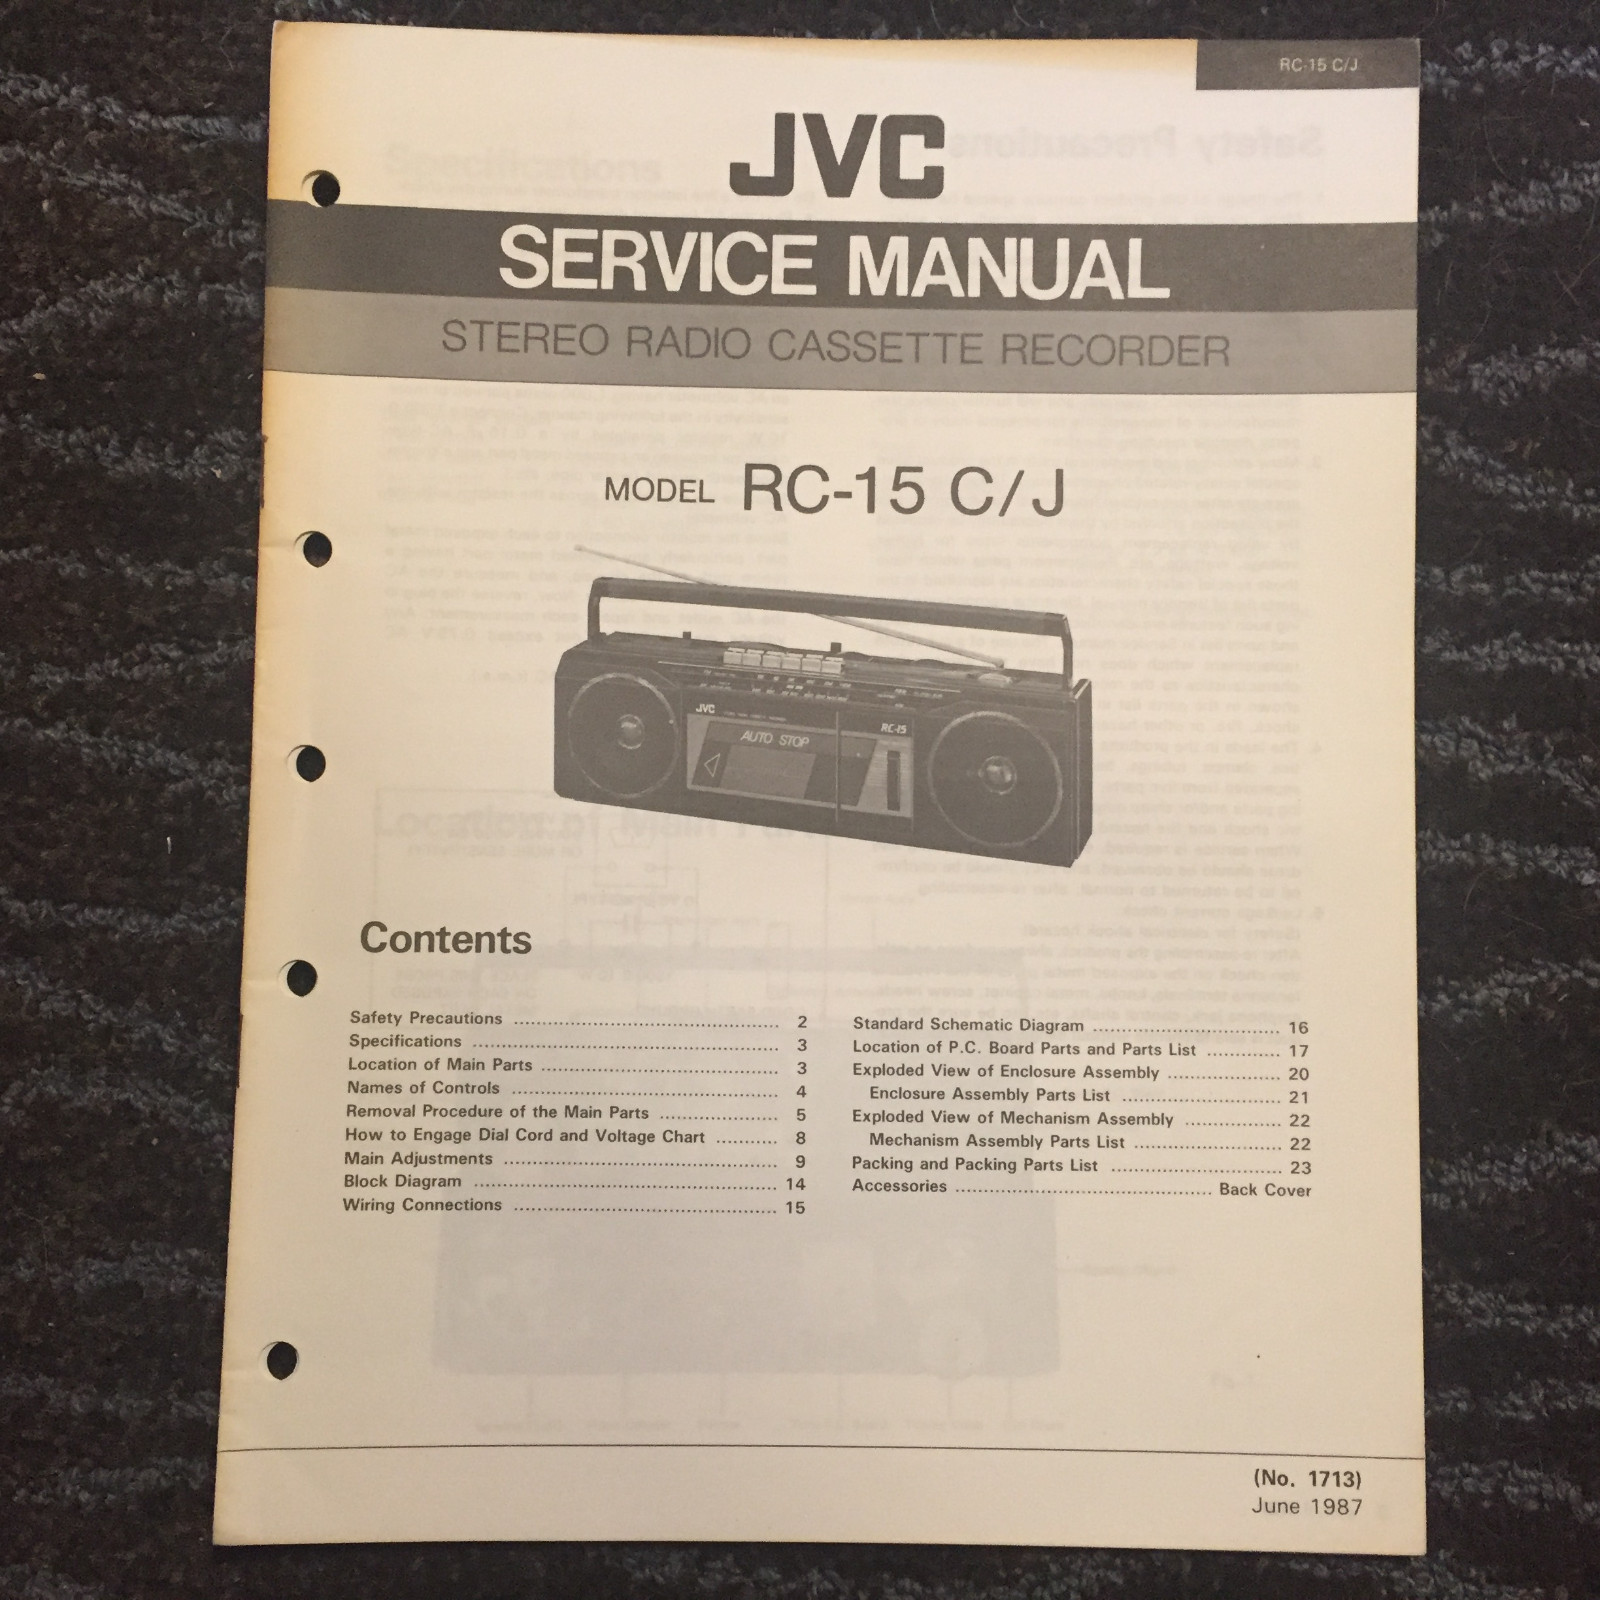 RC-15 C/J
JVC
SERVICE MANUAL
STEREO RADIO CASSETTE RECORDER
MODEL RC-15 C/J
JVC
RC-15
AUTO STOP
Contents
Safety Precautions ........ 2
Specifications ........ 3
Location of Main Parts ........ 3
Names of Controls ........ 4
Removal Procedure of the Main Parts ........ 5
How to Engage Dial Cord and Voltage Chart ........ 8
Main Adjustments ........ 9
Block Diagram ........ 14
Wiring Connections ........ 15
Standard Schematic Diagram ........ 16
Location of P.C. Board Parts and Parts List ........ 17
Exploded View of Enclosure Assembly ........ 20
Enclosure Assembly Parts List ........ 21
Exploded View of Mechanism Assembly ........ 22
Mechanism Assembly Parts List ........ 22
Packing and Packing Parts List ........ 23
Accessories ........ Back Cover
(No. 1713)
June 1987